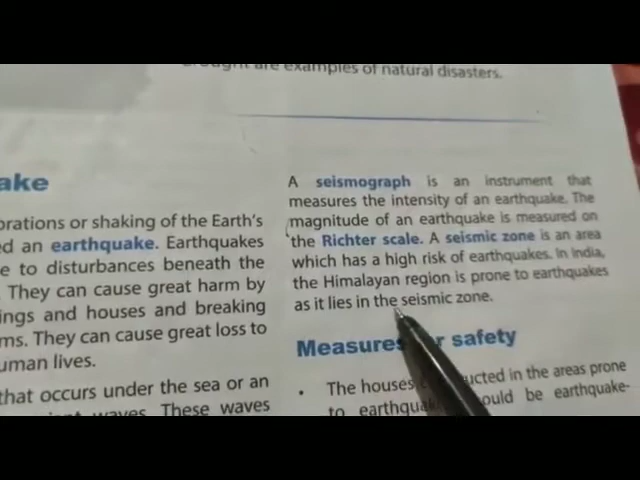 drought are examples of natural disasters.
ake
orations or shaking of the Earth's
ed an earthquake. Earthquakes
e to disturbances beneath the
. They can cause great harm by
ings and houses and breaking
ms. They can cause great loss to
uman lives.
that occurs under the sea or an
waves. These waves
A seismograph is an instrument that
measures the intensity of an earthquake. The
magnitude of an earthquake is measured on
the Richter scale. A seismic zone is an area
which has a high risk of earthquakes. In India,
the Himalayan region is prone to earthquakes
as it lies in the seismic zone.
Measures safety
• The houses ucted in the areas prone
to earthqua ould be earthquake-